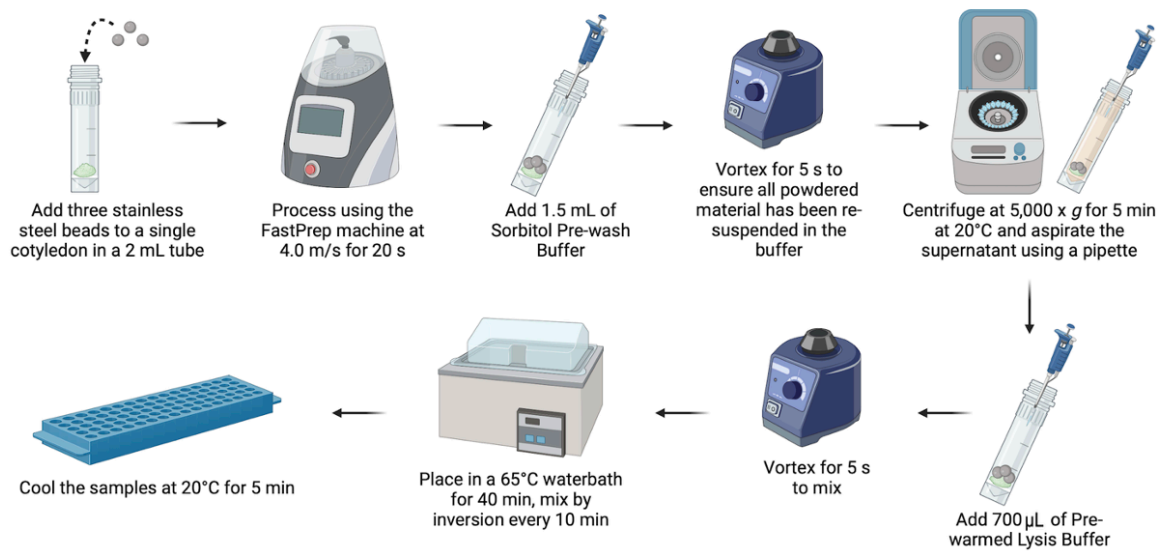 Add three stainless
steel beads to a single
cotyledon in a 2 mL tube
Process using the
FastPrep machine at
4.0 m/s for 20 s
Add 1.5 mL of
Sorbitol Pre-wash
Buffer
Vortex for 5 s to
ensure all powdered
material has been re-
suspended in the
buffer
Centrifuge at 5,000 x g for 5 min
at 20°C and aspirate the
supernatant using a pipette
Add 700 µL of Pre-
warmed Lysis Buffer
Vortex for 5 s
to mix
Place in a 65°C waterbath
for 40 min, mix by
inversion every 10 min
Cool the samples at 20°C for 5 min